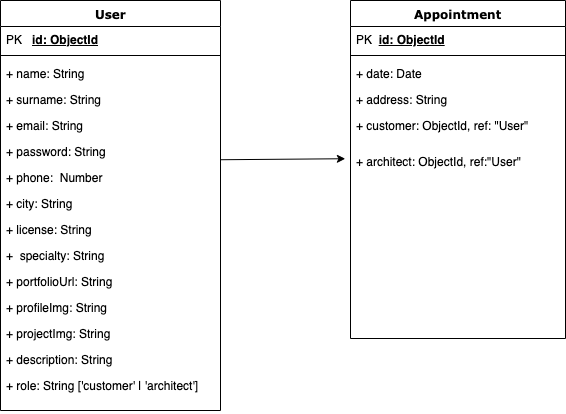 User
PK id: ObjectId
+ name: String
+ surname: String
+ email: String
+ password: String
+ phone: Number
+ city: String
+ license: String
+ specialty: String
+ portfolioUrl: String
+ profileImg: String
+ projectImg: String
+ description: String
+ role: String ['customer' | 'architect']
Appointment
PK id: ObjectId
+ date: Date
+ address: String
+ customer: ObjectId, ref: "User"
+ architect: ObjectId, ref:"User"